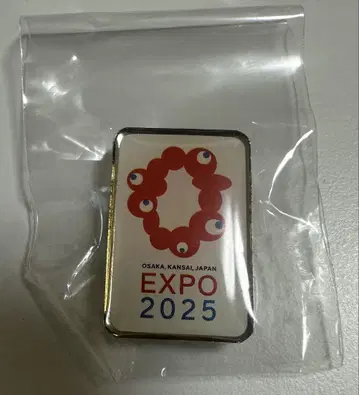 OSAKA, KANSAI, JAPAN
EXPO
2025